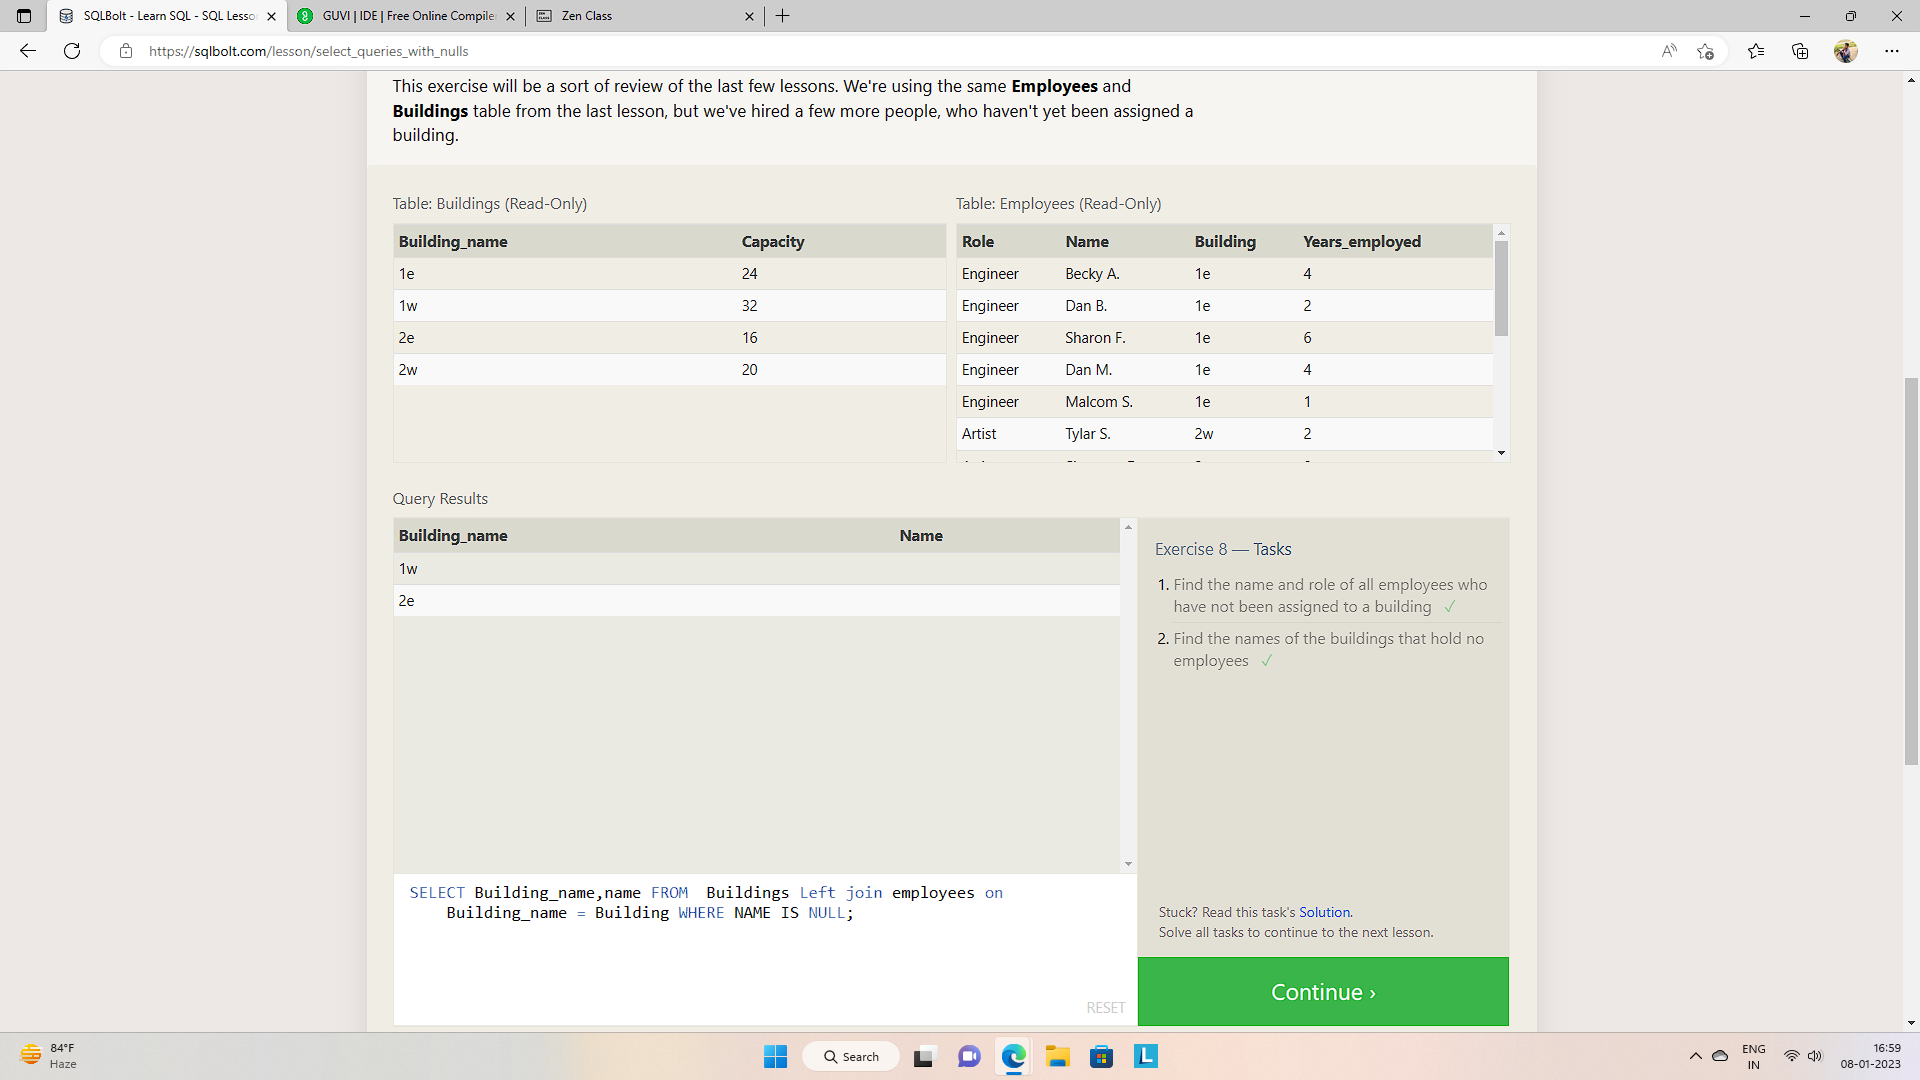 SQLBolt - Learn SQL - SQL Lesso
GUVI | IDE | Free Online Compiler
Zen Class
https://sqlbolt.com/lesson/select_queries_with_nulls
This exercise will be a sort of review of the last few lessons. We're using the same Employees and
Buildings table from the last lesson, but we've hired a few more people, who haven't yet been assigned a
building.
Table: Buildings (Read-Only)
Building_name Capacity
1e 24
1w 32
2e 16
2w 20
Table: Employees (Read-Only)
Role Name Building Years_employed
Engineer Becky A. 1e 4
Engineer Dan B. 1e 2
Engineer Sharon F. 1e 6
Engineer Dan M. 1e 4
Engineer Malcom S. 1e 1
Artist Tylar S. 2w 2
Query Results
Building_name Name
1w
2e
Exercise 8 — Tasks
1. Find the name and role of all employees who
have not been assigned to a building ✓
2. Find the names of the buildings that hold no
employees ✓
SELECT Building_name,name FROM  Buildings Left join employees on
Building_name = Building WHERE NAME IS NULL;
RESET
Stuck? Read this task's Solution.
Solve all tasks to continue to the next lesson.
Continue ›
84°F
Haze
Search
ENG
IN
16:59
08-01-2023